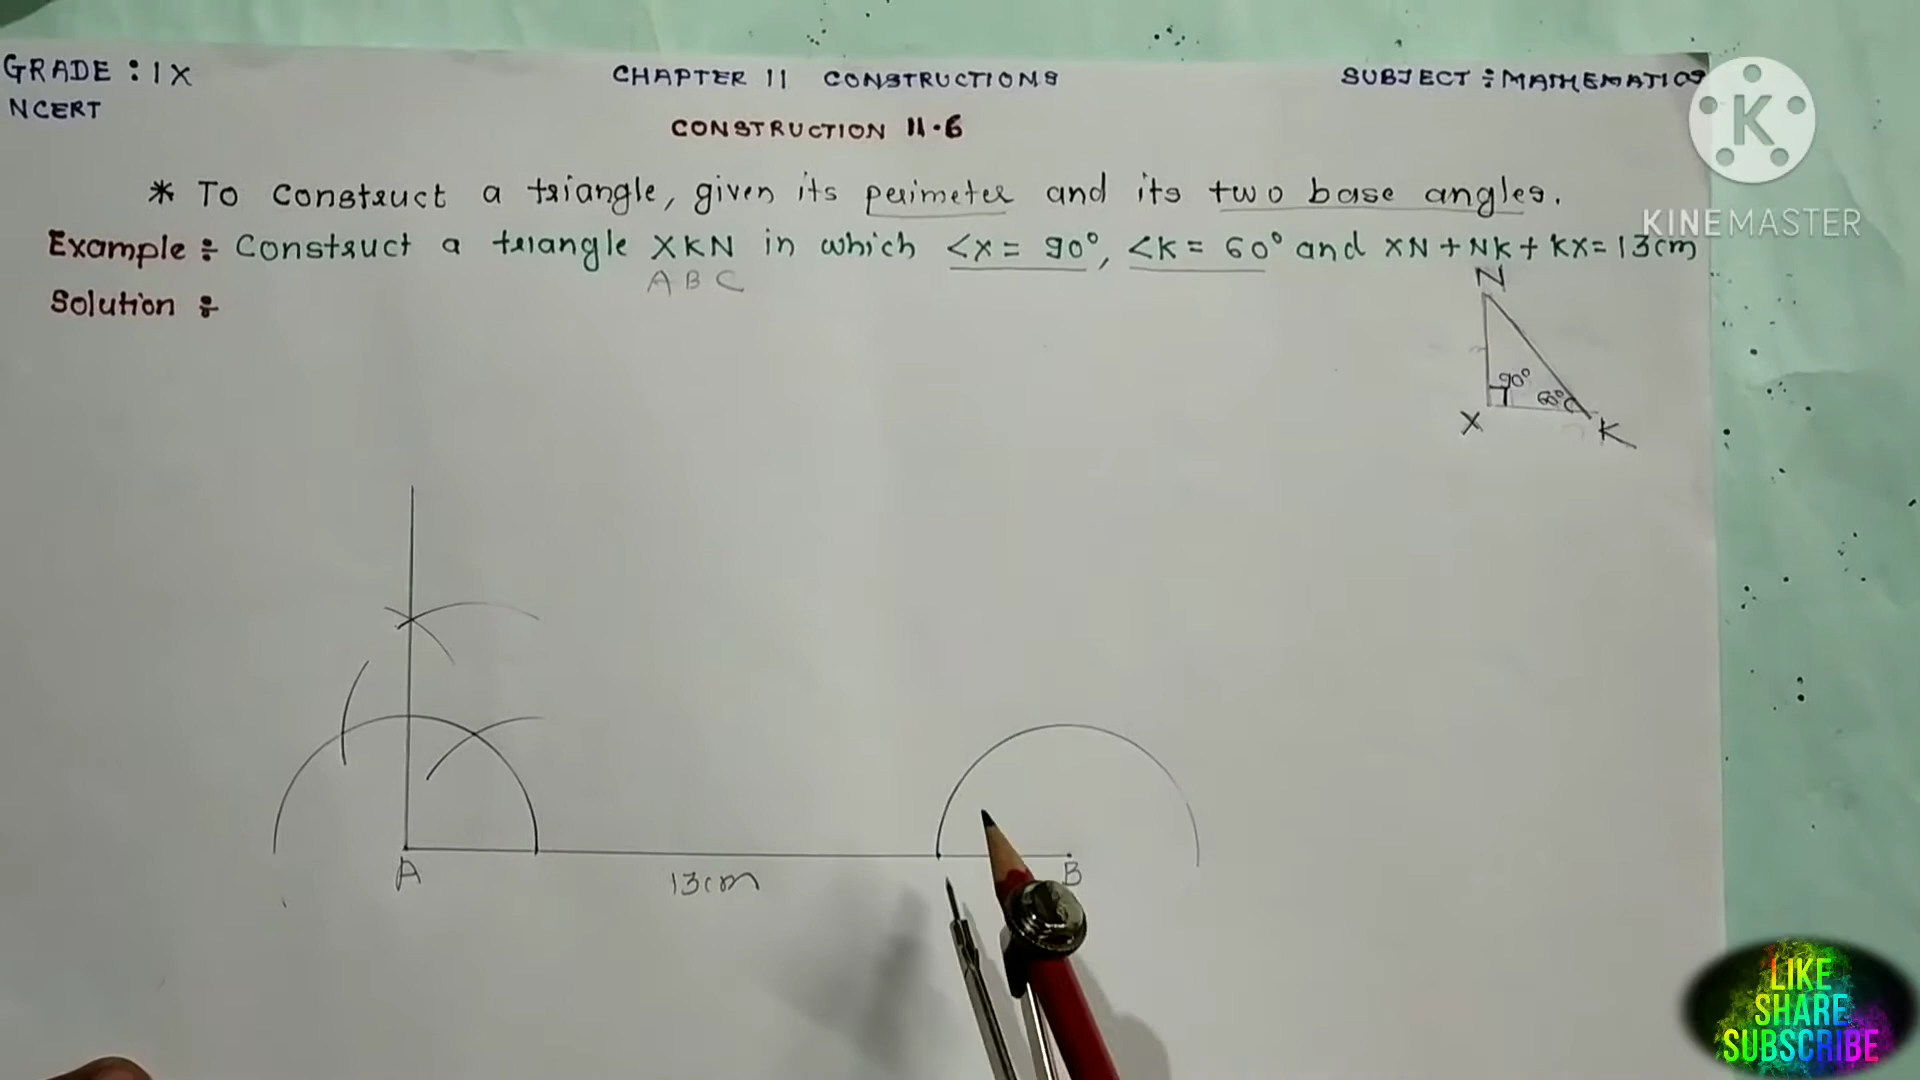 GRADE : IX
CHAPTER 11 CONSTRUCTIONS
SUBJECT : MATHEMATICS
NCERT
CONSTRUCTION 11.6
* To construct a triangle, given its perimeter and its two base angles.
Example : Construct a triangle XKN in which <X = 90°, <K = 60° and XN + NK + KX = 13cm
A B C
Solution :
N
90°
60°
X
K
A
13cm
B
K
KINEMASTER
LIKE
SHARE
SUBSCRIBE